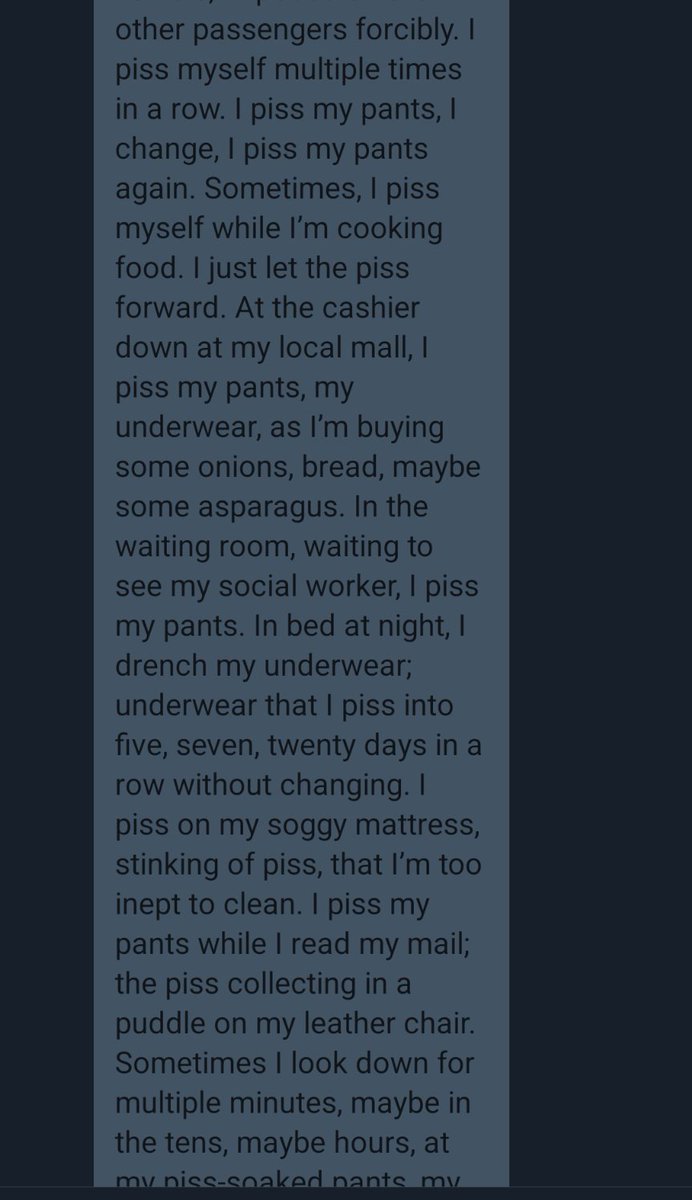 other passengers forcibly. I
piss myself multiple times
in a row. I piss my pants, I
change, I piss my pants
again. Sometimes, I piss
myself while I’m cooking
food. I just let the piss
forward. At the cashier
down at my local mall, I
piss my pants, my
underwear, as I’m buying
some onions, bread, maybe
some asparagus. In the
waiting room, waiting to
see my social worker, I piss
my pants. In bed at night, I
drench my underwear;
underwear that I piss into
five, seven, twenty days in a
row without changing. I
piss on my soggy mattress,
stinking of piss, that I’m too
inept to clean. I piss my
pants while I read my mail;
the piss collecting in a
puddle on my leather chair.
Sometimes I look down for
multiple minutes, maybe in
the tens, maybe hours, at
my piss-soaked pants, my